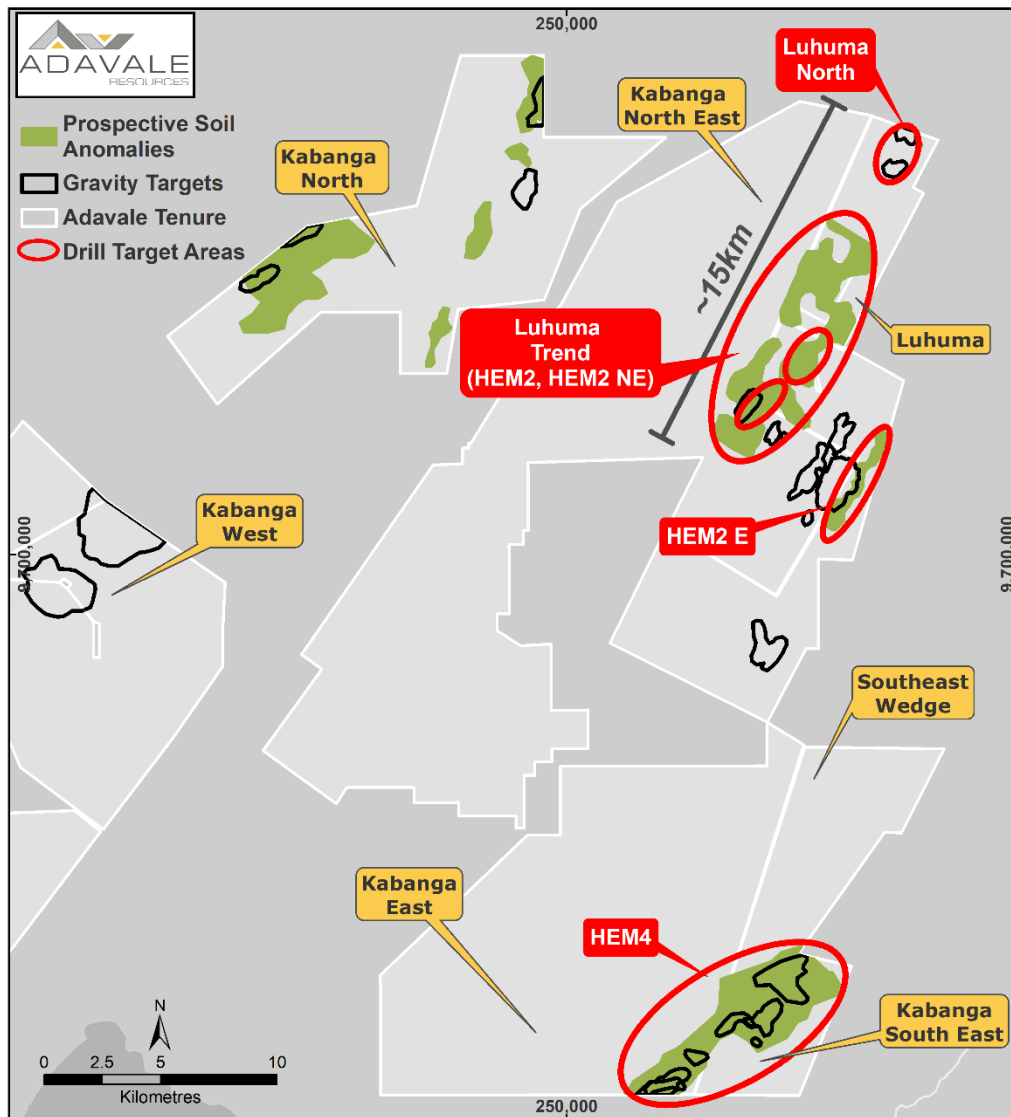 250,000
ADAVALE
RESOURCES
Prospective Soil
Anomalies
Gravity Targets
Adavale Tenure
Drill Target Areas
Luhuma
North
Kabanga
North East
Kabanga
North
~15km
Luhuma
Trend
(HEM2, HEM2 NE)
Luhuma
Kabanga
West
HEM2 E
9,700,000
9,700,000
Southeast
Wedge
Kabanga
East
HEM4
Kabanga
South East
N
0 2.5 5 10
Kilometres
250,000